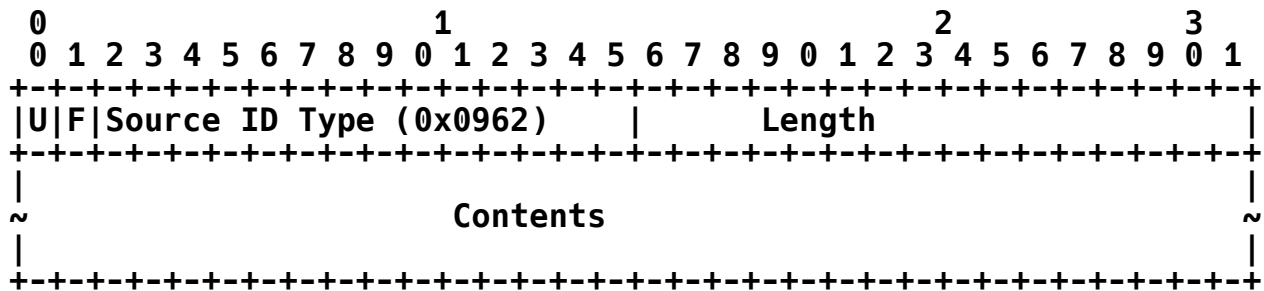 0                     1                         2            3
 0 1 2 3 4 5 6 7 8 9 0 1 2 3 4 5 6 7 8 9 0 1 2 3 4 5 6 7 8 9 0 1
+-+-+-+-+-+-+-+-+-+-+-+-+-+-+-+-+-+-+-+-+-+-+-+-+-+-+-+-+-+-+-+-+
|U|F|Source ID Type (0x0962)    |      Length                   |
+-+-+-+-+-+-+-+-+-+-+-+-+-+-+-+-+-+-+-+-+-+-+-+-+-+-+-+-+-+-+-+-+
|                                                               |
~                      Contents                                 ~
|                                                               |
+-+-+-+-+-+-+-+-+-+-+-+-+-+-+-+-+-+-+-+-+-+-+-+-+-+-+-+-+-+-+-+-+